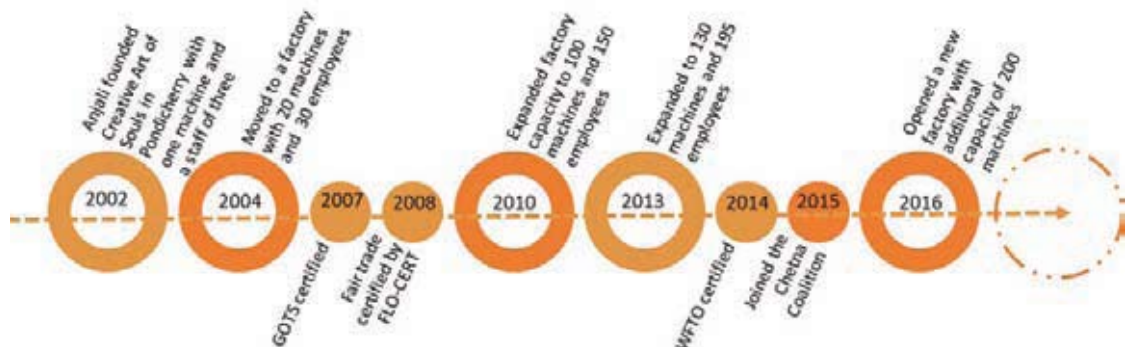 Anjali founded
Creative Art of
Souls in
Pondicherry with
one machine and
a staff of three
2002
Moved to a factory
with 20 machines
and 30 employees
2004
2007
GOTS certified
2008
Fair trade
certified by
FLO-CERT
Expanded factory
capacity to 100
machines and 150
employees
2010
Expanded to 130
machines and 195
employees
2013
2014
WFTO certified
2015
Joined the
Chetna
Coalition
Opened a new
factory with
additional
capacity of 200
machines
2016